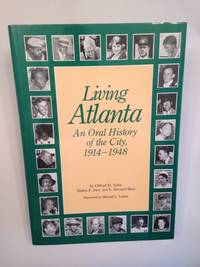 Living
Atlanta
An Oral History
of the City,
1914–1948
By Clifford M. Kuhn,
Harlon E. Joye, and E. Bernard West
Foreword by Michael L. Lomax